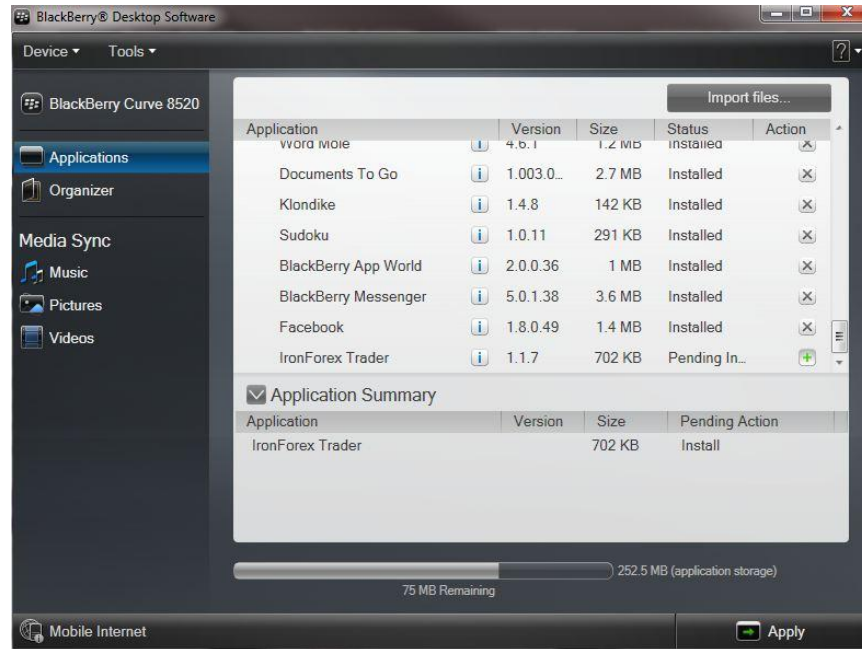 BlackBerry® Desktop Software
Device Tools ?
BlackBerry Curve 8520
Applications
Organizer
Media Sync
Music
Pictures
Videos
Import files...
Application Version Size Status Action
Word Mole i 4.6.1 1.2 MB Installed
Documents To Go i 1.003.0... 2.7 MB Installed
Klondike i 1.4.8 142 KB Installed
Sudoku i 1.0.11 291 KB Installed
BlackBerry App World i 2.0.0.36 1 MB Installed
BlackBerry Messenger i 5.0.1.38 3.6 MB Installed
Facebook i 1.8.0.49 1.4 MB Installed
IronForex Trader i 1.1.7 702 KB Pending In...
Application Summary
Application Version Size Pending Action
IronForex Trader 702 KB Install
252.5 MB (application storage)
75 MB Remaining
Mobile Internet
Apply